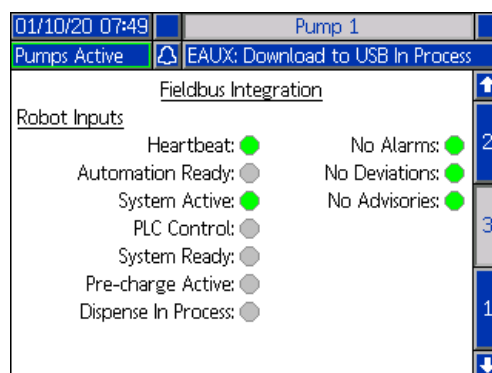 01/10/20 07:49 Pump 1
Pumps Active EAUX: Download to USB In Process
Fieldbus Integration
Robot Inputs
Heartbeat: No Alarms:
Automation Ready: No Deviations:
System Active: No Advisories:
PLC Control:
System Ready:
Pre-charge Active:
Dispense In Process:
2
3
1